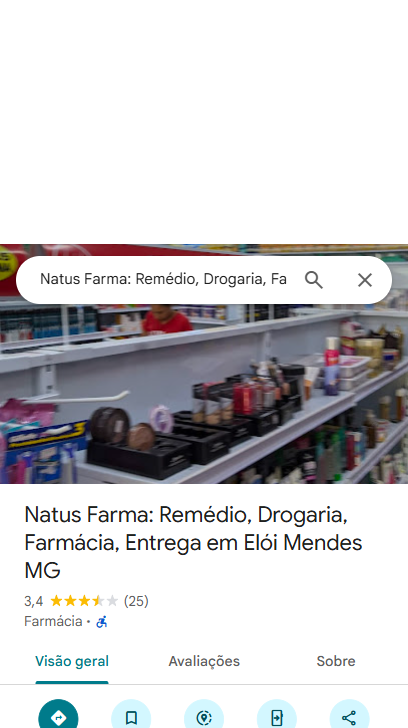 Natus Farma: Remédio, Drogaria, Fa
Natus Farma: Remédio, Drogaria,
Farmácia, Entrega em Elói Mendes
MG
3,4 (25)
Farmácia ·
Visão geral Avaliações Sobre